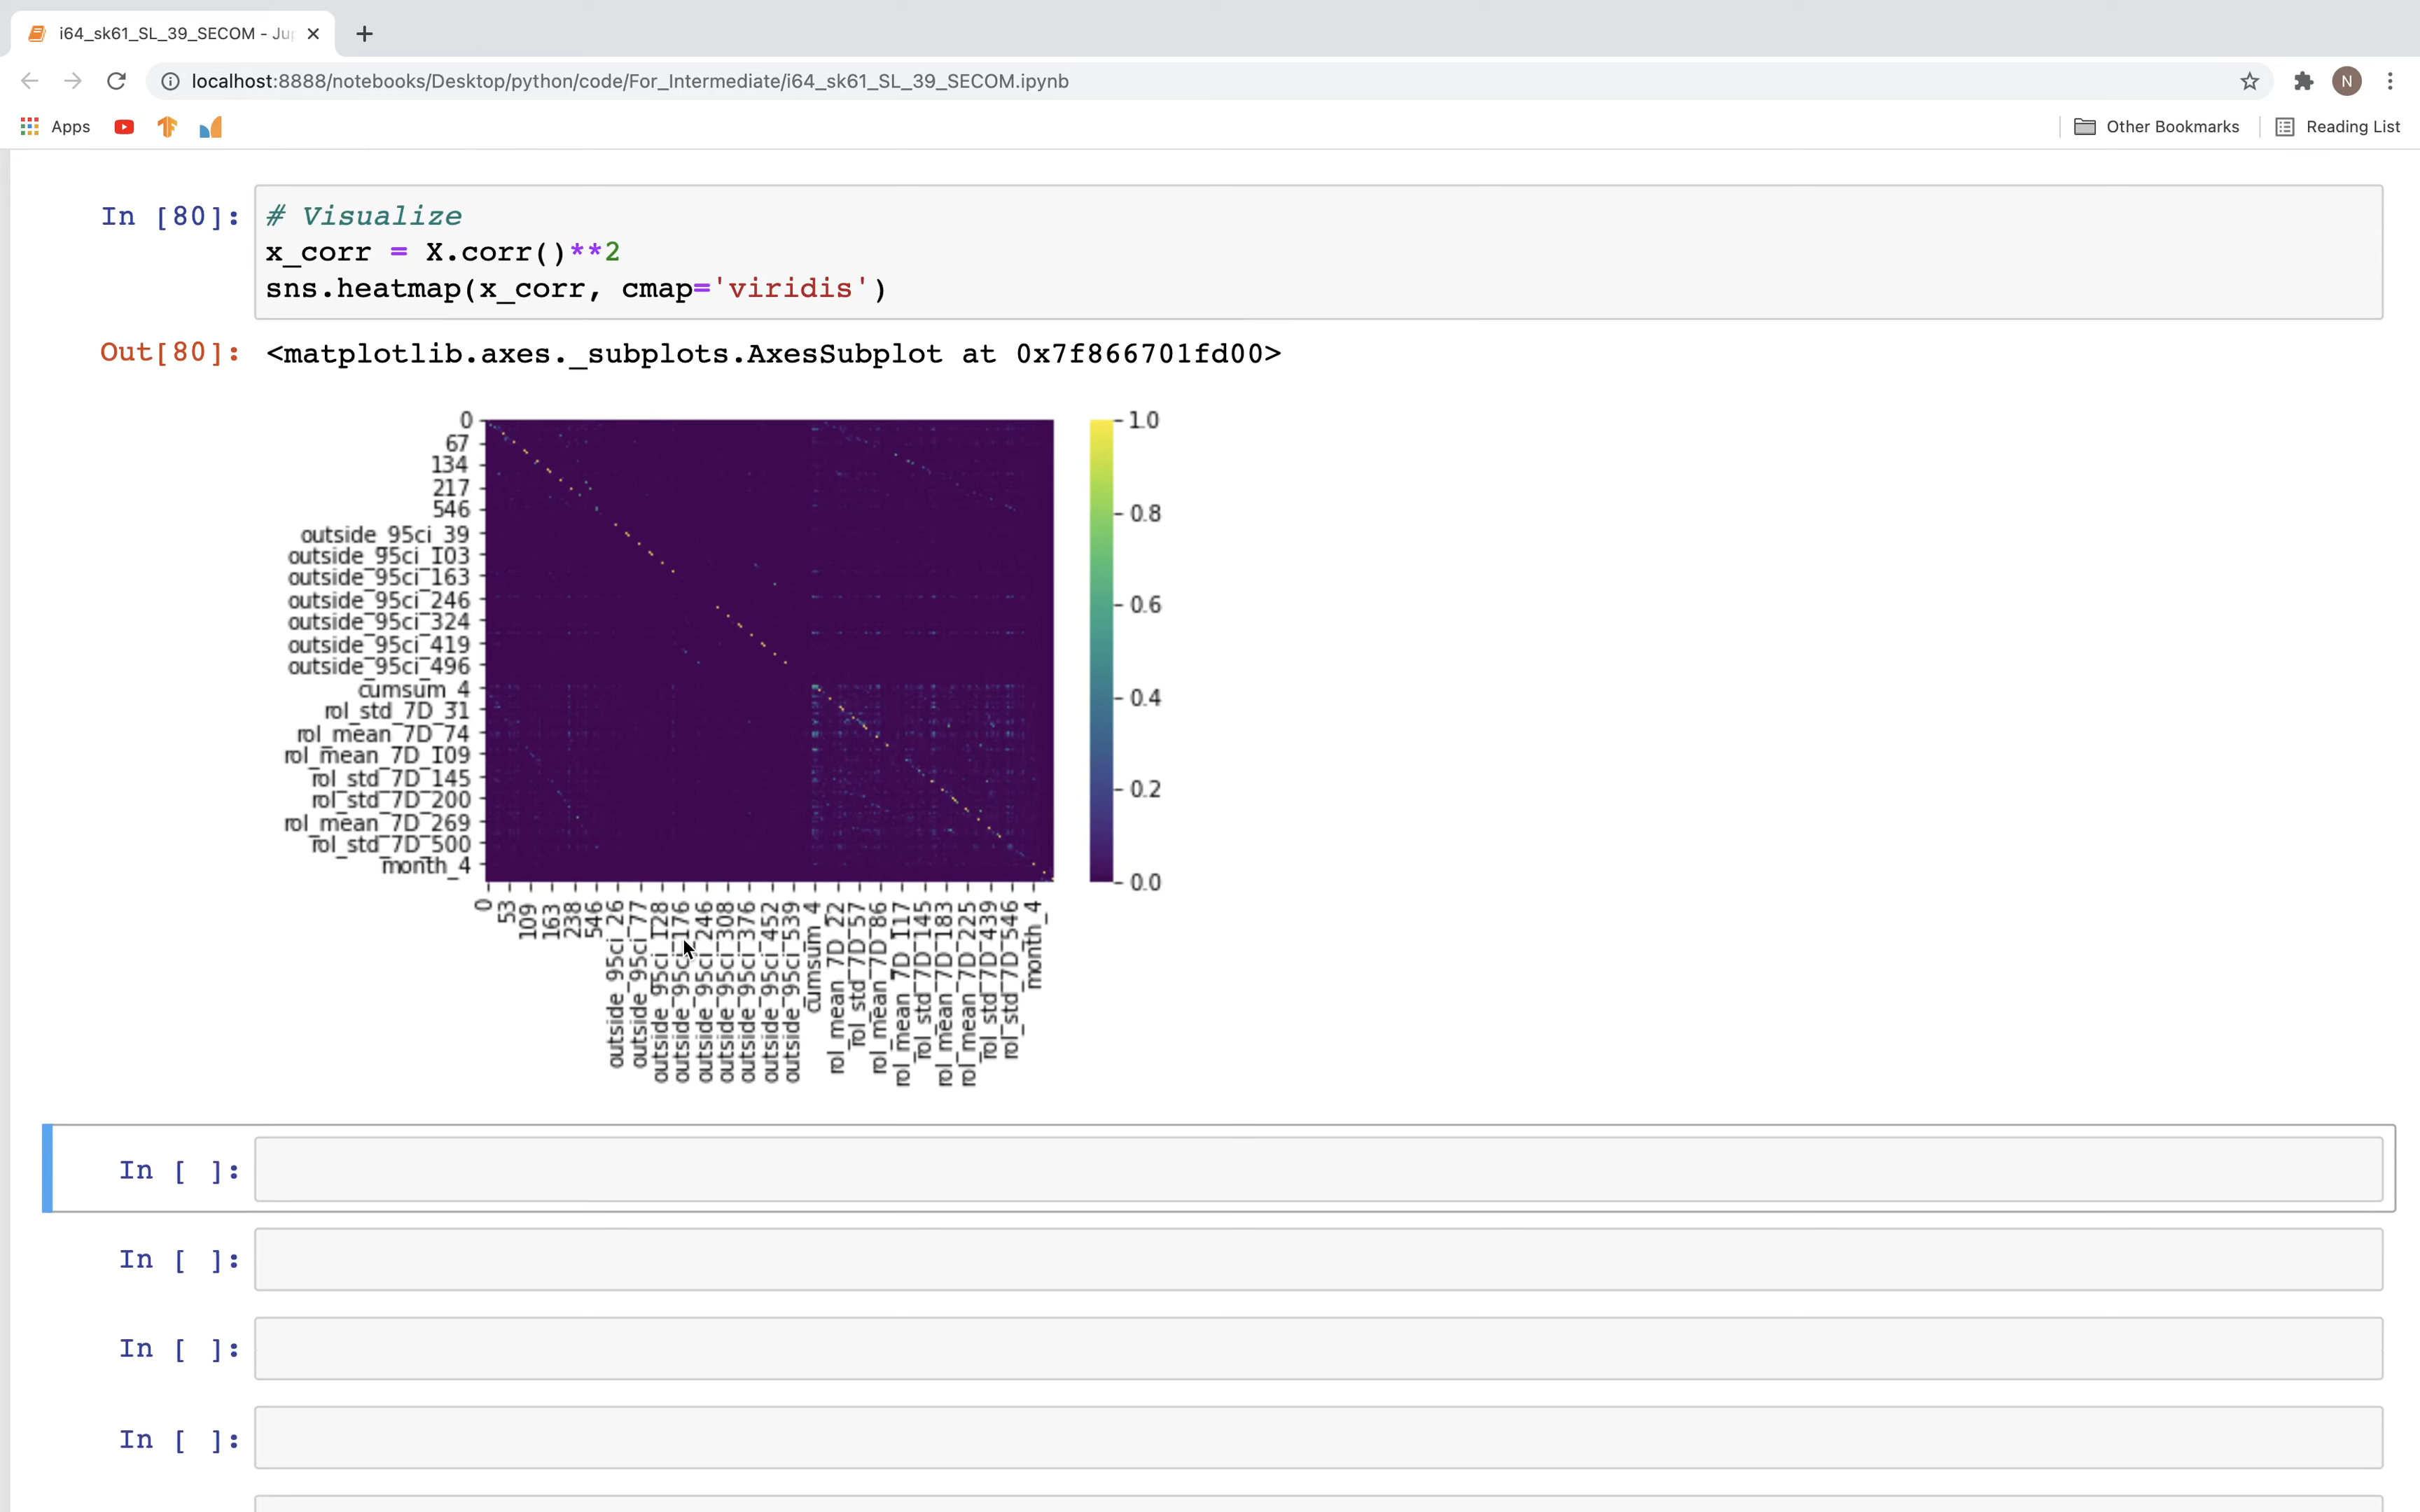 i64_sk61_SL_39_SECOM - Ju
localhost:8888/notebooks/Desktop/python/code/For_Intermediate/i64_sk61_SL_39_SECOM.ipynb
N
Apps
Other Bookmarks
Reading List
In [80]:
# Visualize
x_corr = X.corr()**2
sns.heatmap(x_corr, cmap='viridis')
Out[80]:
<matplotlib.axes._subplots.AxesSubplot at 0x7f866701fd00>
0
67
134
217
546
outside_95ci_39
outside_95ci_103
outside_95ci_163
outside_95ci_246
outside_95ci_324
outside_95ci_419
outside_95ci_496
cumsum_4
rol_std_7D_31
rol_mean_7D_74
rol_mean_7D_109
rol_std_7D_145
rol_std_7D_200
rol_mean_7D_269
rol_std_7D_500
month_4
1.0
0.8
0.6
0.4
0.2
0.0
0
53
109
163
238
546
outside_95ci_26
outside_95ci_77
outside_95ci_128
outside_95ci_176
outside_95ci_246
outside_95ci_308
outside_95ci_376
outside_95ci_452
outside_95ci_539
cumsum_4
rol_mean_7D_22
rol_std_7D_57
rol_mean_7D_86
rol_mean_7D_117
rol_std_7D_145
rol_mean_7D_183
rol_mean_7D_225
rol_std_7D_439
rol_std_7D_546
month_4
In [ ]:
In [ ]:
In [ ]:
In [ ]: